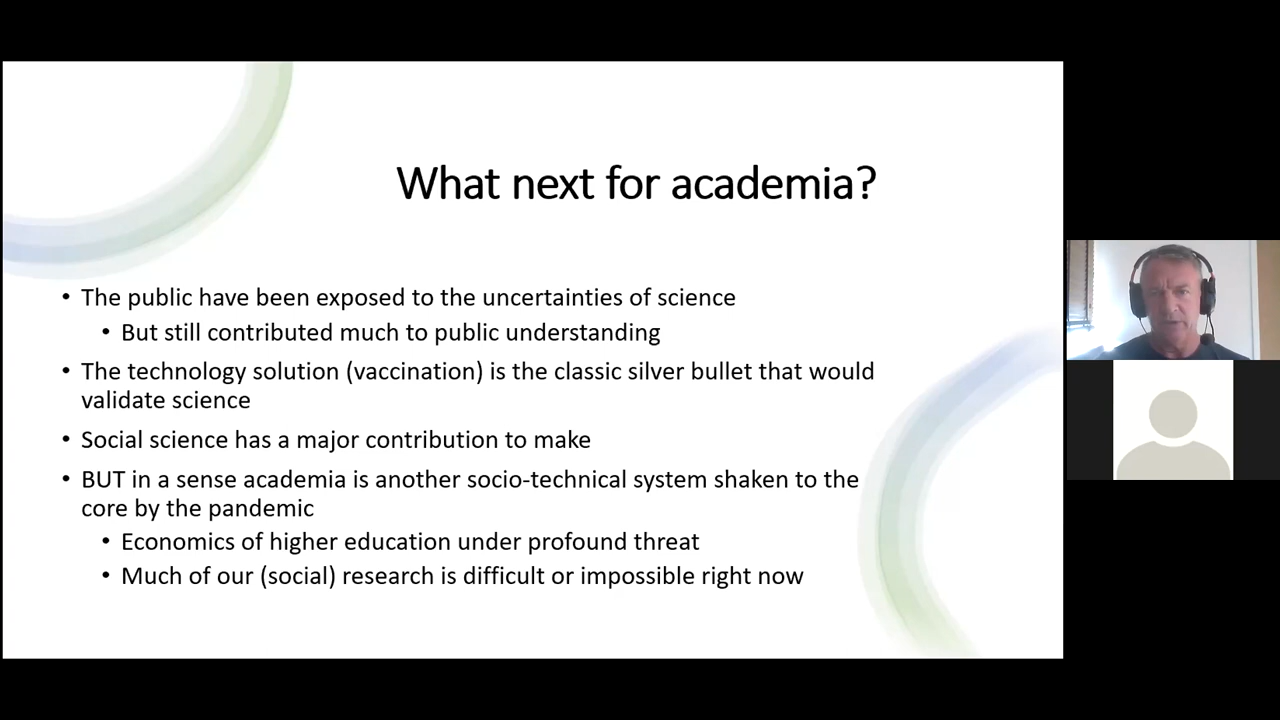 What next for academia?
• The public have been exposed to the uncertainties of science
• But still contributed much to public understanding
• The technology solution (vaccination) is the classic silver bullet that would
validate science
• Social science has a major contribution to make
• BUT in a sense academia is another socio-technical system shaken to the
core by the pandemic
• Economics of higher education under profound threat
• Much of our (social) research is difficult or impossible right now